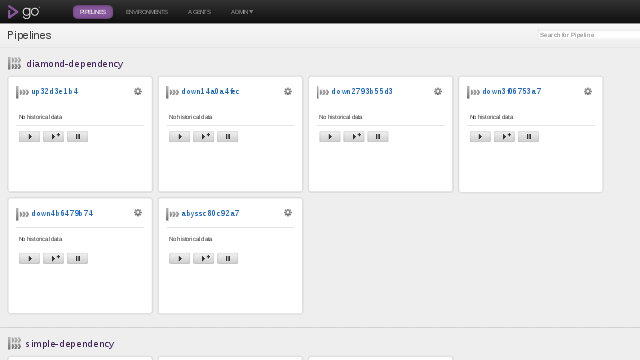 go
PIPELINES ENVIRONMENTS AGENTS ADMIN
Pipelines
Search for Pipeline
diamond-dependency
up32d3e1b4
No historical data
down14a0a4fec
No historical data
down2793b55d3
No historical data
down3f06753a7
No historical data
down4b6479b74
No historical data
abyssc80c92a7
No historical data
simple-dependency